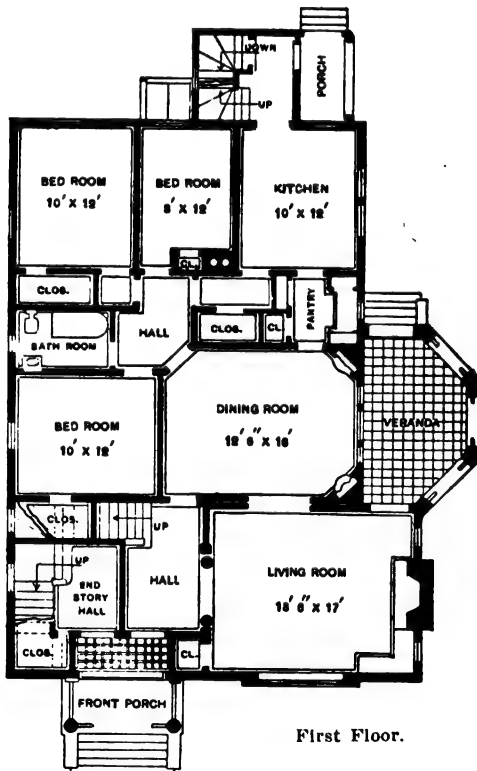 DOWN
PORCH
UP
BED ROOM
10' X 12'
BED ROOM
8' X 12'
KITCHEN
10' X 12'
CL.
CLOS.
PANTRY
HALL
CLOS.
CL.
BATH ROOM
BED ROOM
10' X 12'
DINING ROOM
12' 6" X 16'
VERANDA
CLOS.
UP
UP
2ND
STORY
HALL
HALL
LIVING ROOM
13' 6" X 17'
CLOS.
CL.
FRONT PORCH
First Floor.